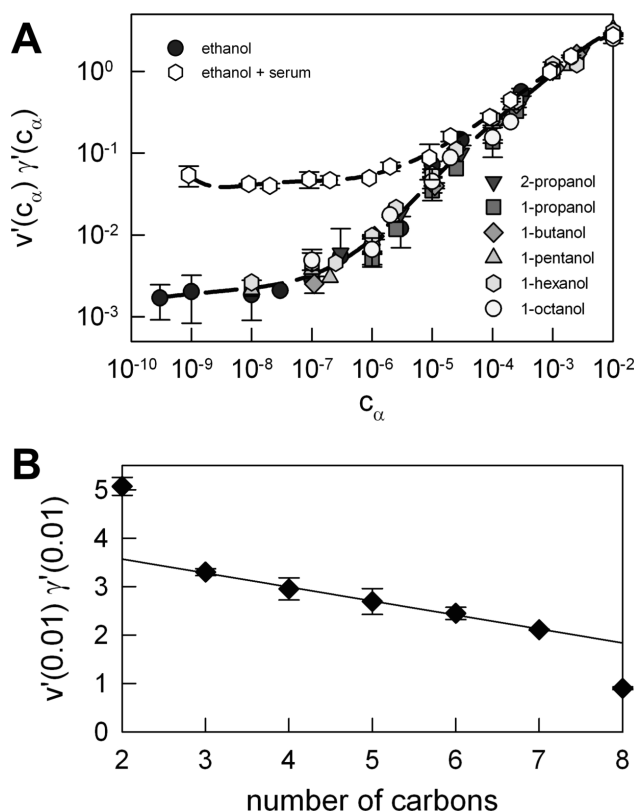 A
ethanol
ethanol + serum
10⁰
10⁻¹
10⁻²
10⁻³
v'(cα) γ'(cα)
2-propanol
1-propanol
1-butanol
1-pentanol
1-hexanol
1-octanol
10⁻¹⁰ 10⁻⁹ 10⁻⁸ 10⁻⁷ 10⁻⁶ 10⁻⁵ 10⁻⁴ 10⁻³ 10⁻²
cα
B
5
4
3
2
1
0
v'(0.01) γ'(0.01)
2 3 4 5 6 7 8
number of carbons